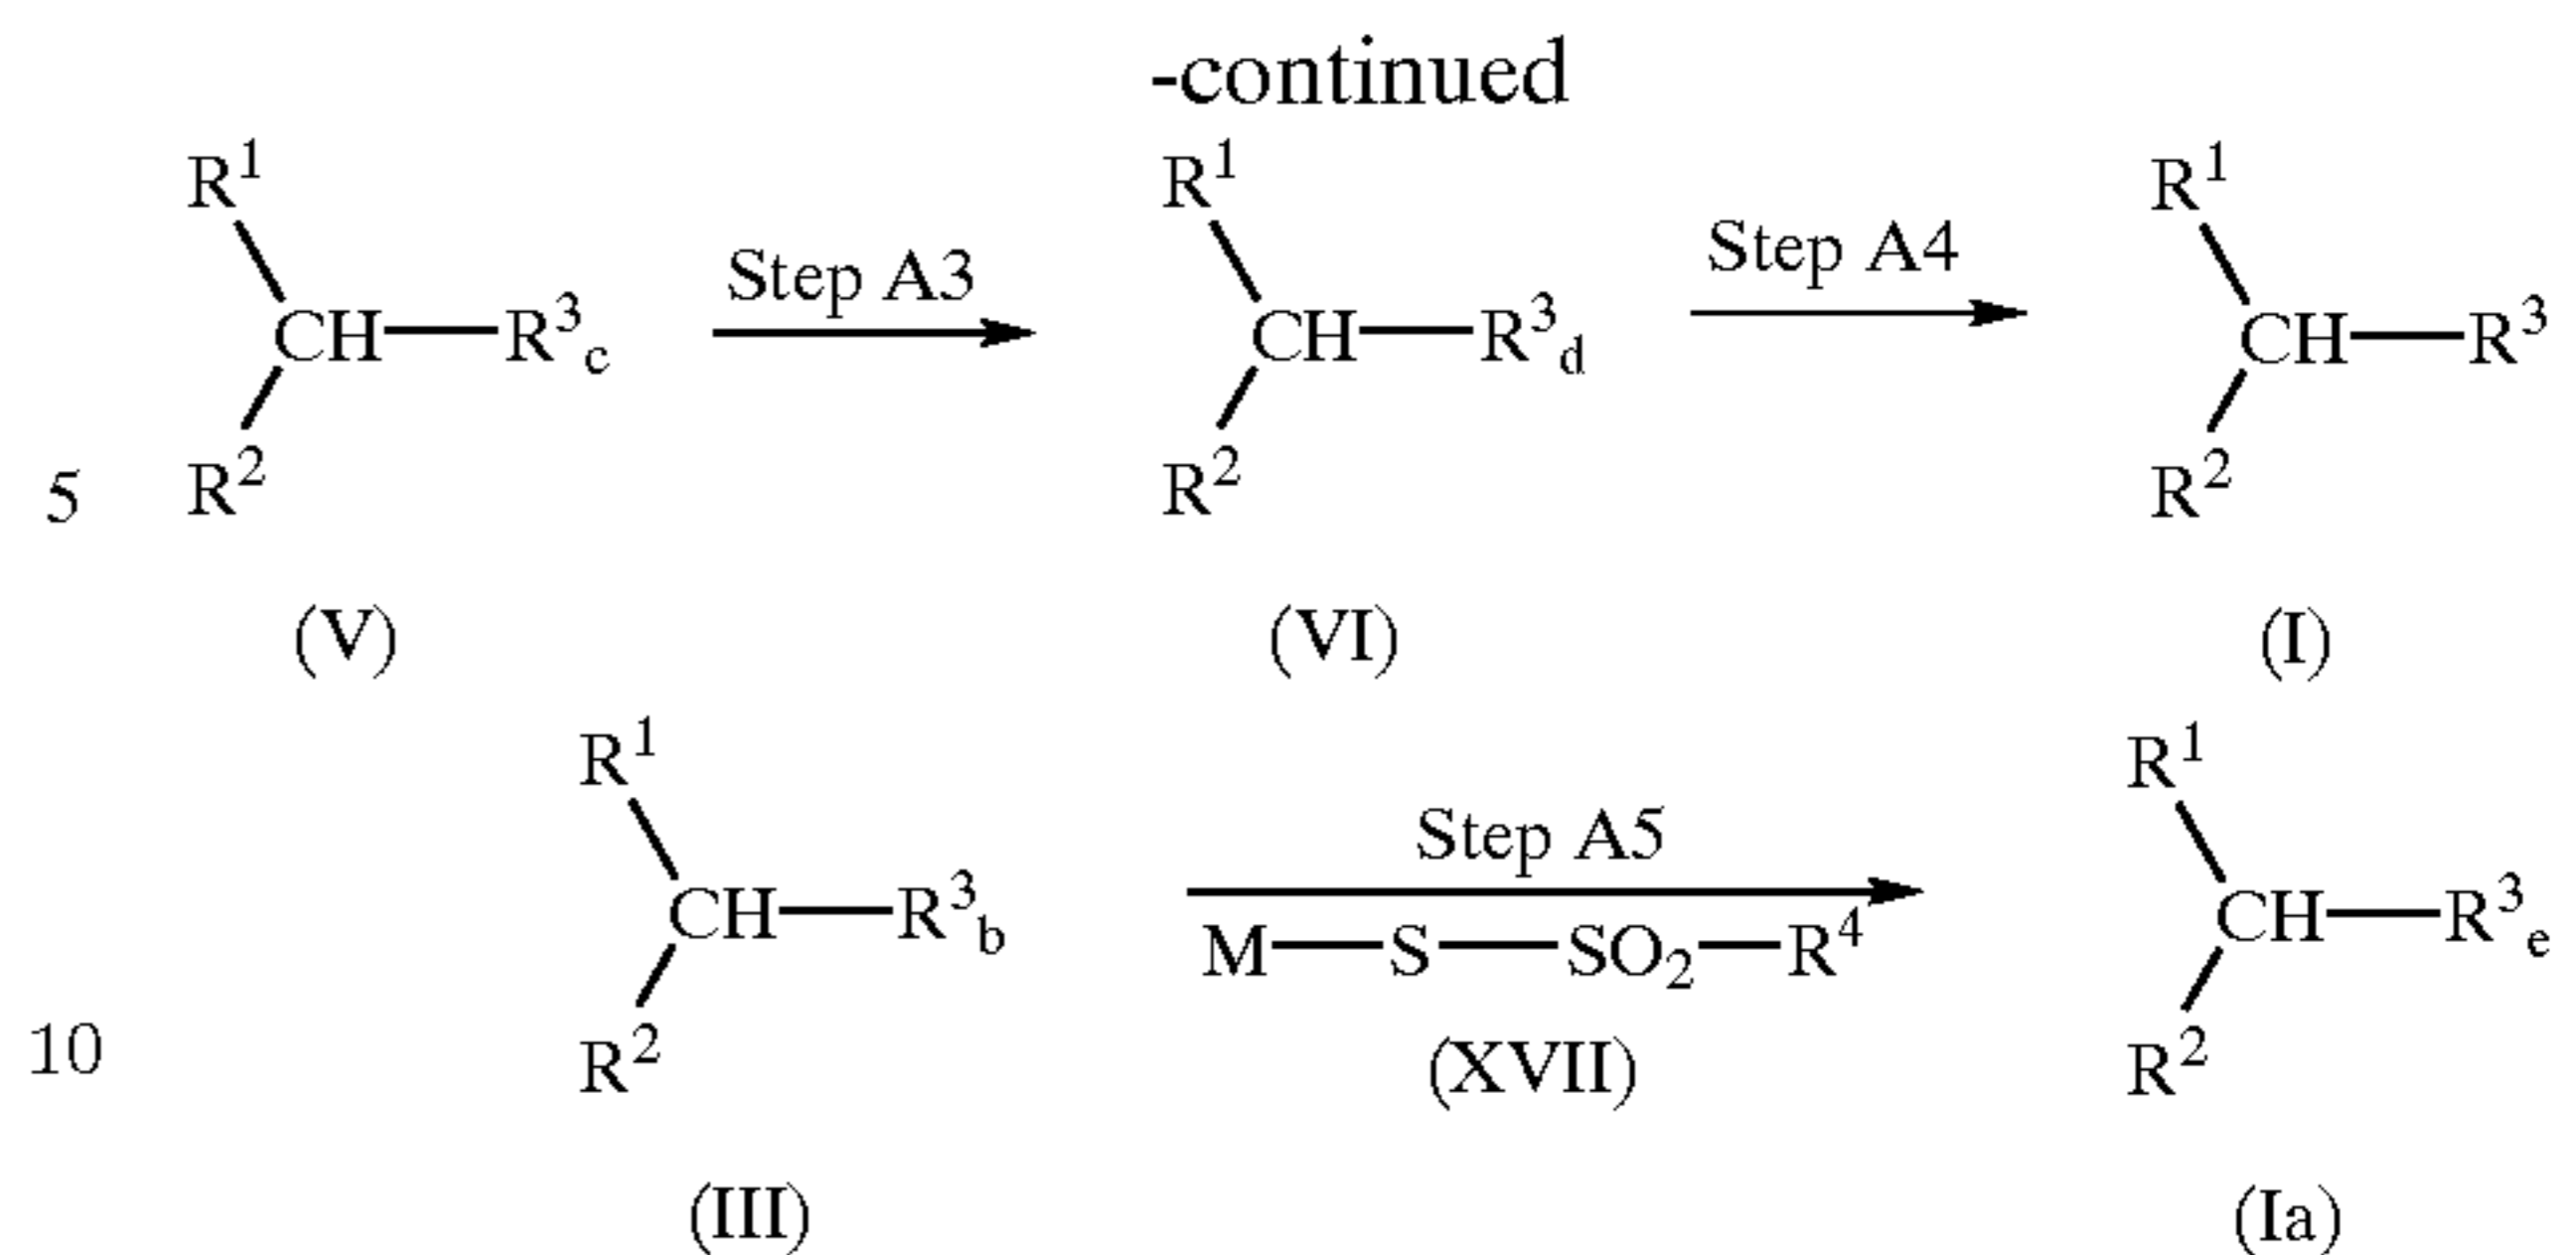 -continued
R¹ R¹ R¹
Step A3 Step A4
CH—R³c CH—R³d CH—R³
5 R² R² R²
(V) (VI) (I)
R¹ R¹
Step A5
CH—R³b CH—R³e
M—S—SO₂—R⁴
10 R² (XVII) R²
(III) (Ia)